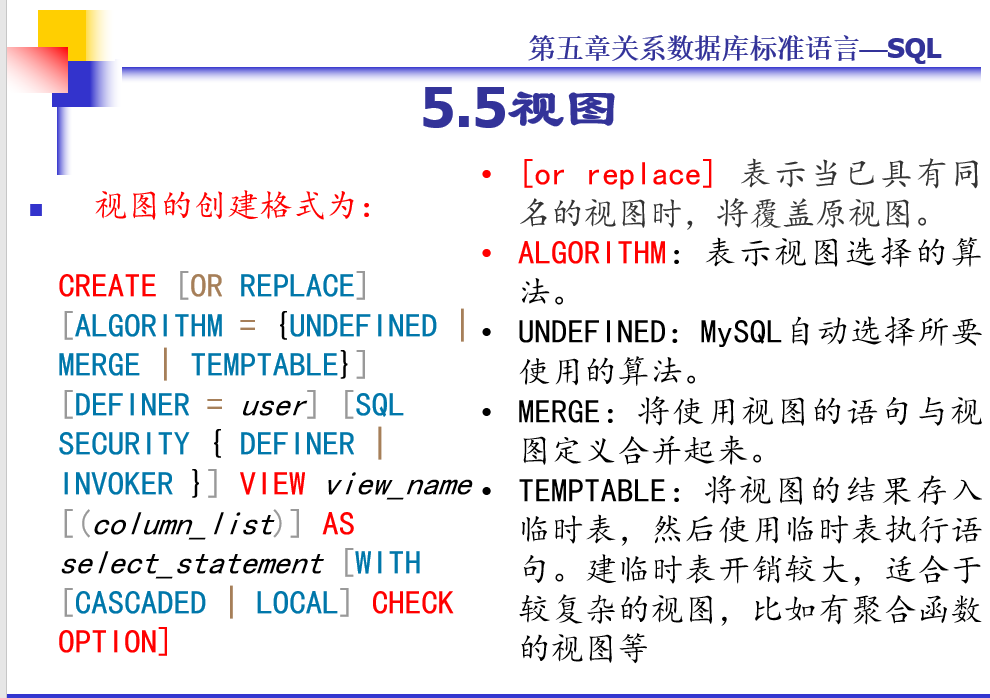 第五章关系数据库标准语言—SQL
5.5视图
视图的创建格式为：
CREATE [OR REPLACE]
[ALGORITHM = {UNDEFINED |
MERGE | TEMPTABLE}]
[DEFINER = user] [SQL
SECURITY { DEFINER |
INVOKER }] VIEW view_name
[(column_list)] AS
select_statement [WITH
[CASCADED | LOCAL] CHECK
OPTION]
• [or replace] 表示当已具有同
名的视图时，将覆盖原视图。
• ALGORITHM：表示视图选择的算
法。
• UNDEFINED：MySQL自动选择所要
使用的算法。
• MERGE：将使用视图的语句与视
图定义合并起来。
• TEMPTABLE：将视图的结果存入
临时表，然后使用临时表执行语
句。建临时表开销较大，适合于
较复杂的视图，比如有聚合函数
的视图等